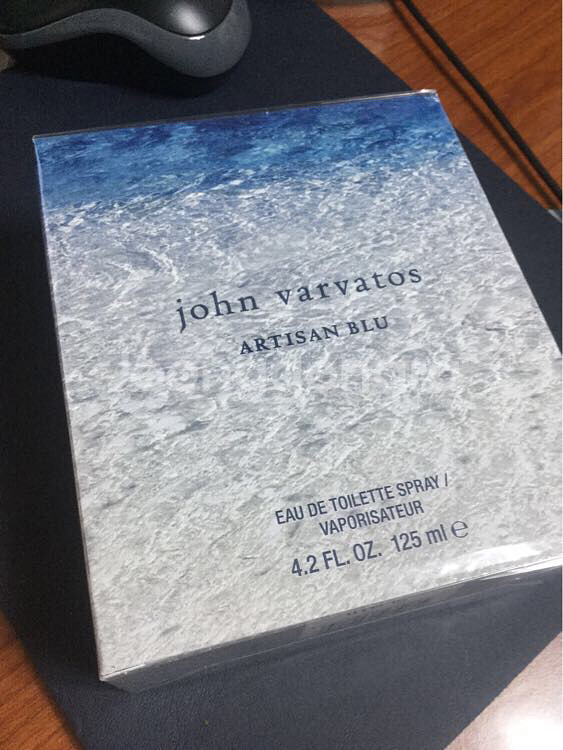 john varvatos
ARTISAN BLU
EAU DE TOILETTE SPRAY /
VAPORISATEUR
4.2 FL. OZ. 125 ml ℮